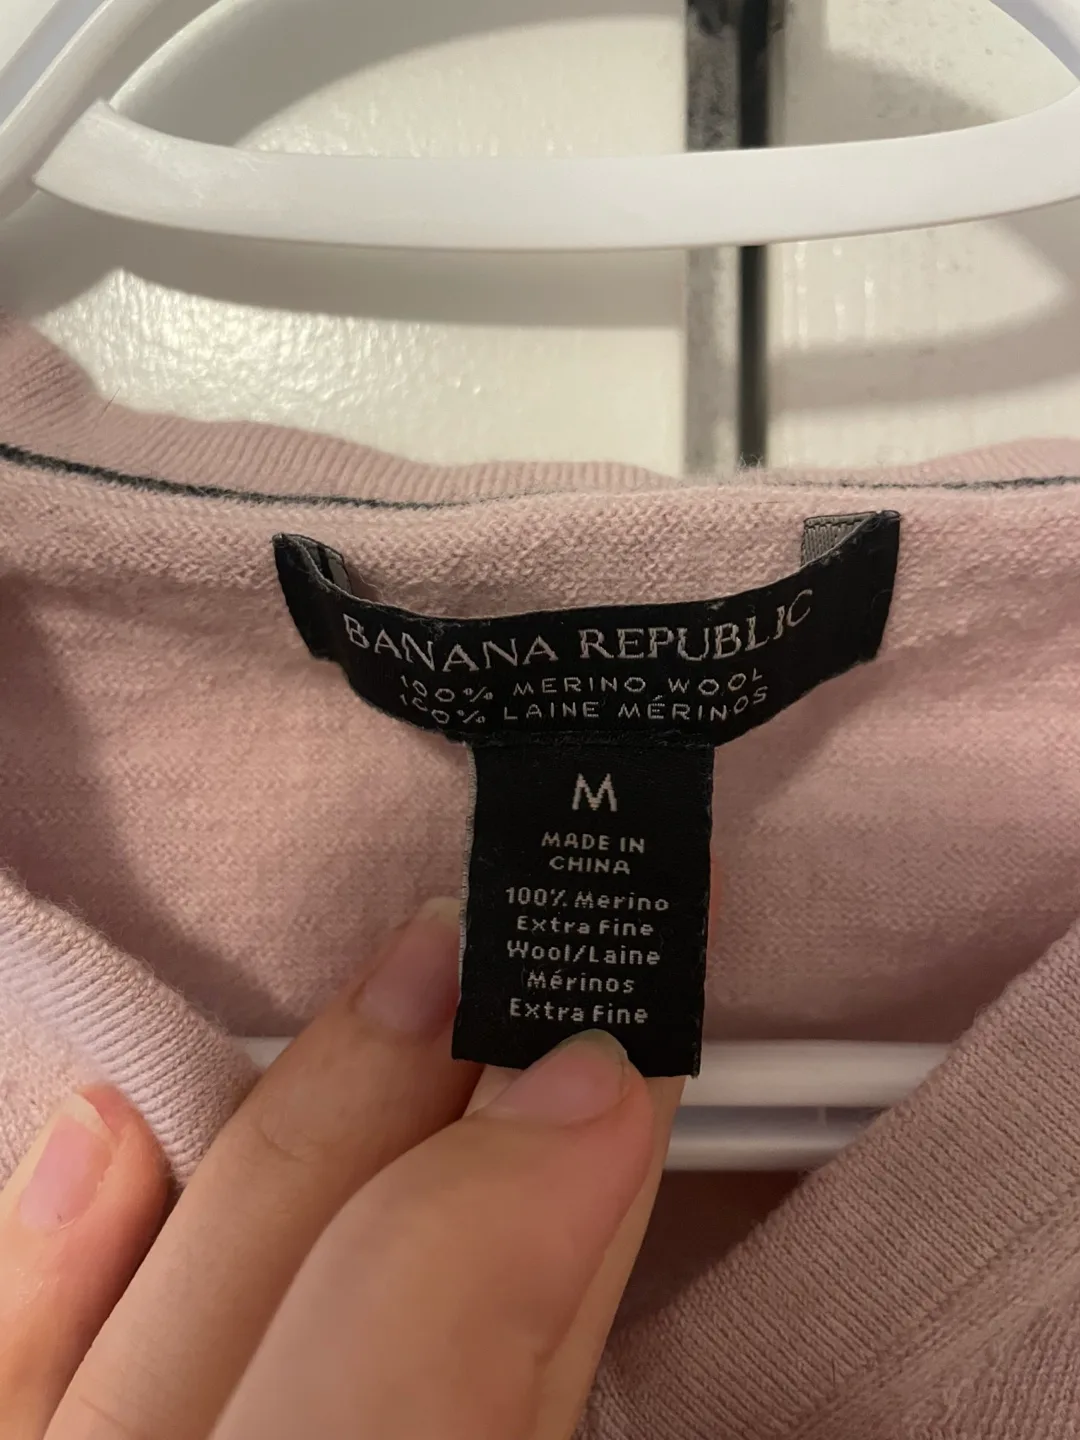 BANANA REPUBLIC
100% MERINO WOOL
100% LAINE MÉRINOS
M
MADE IN
CHINA
100% Merino
Extra Fine
Wool/Laine
Mérinos
Extra Fine